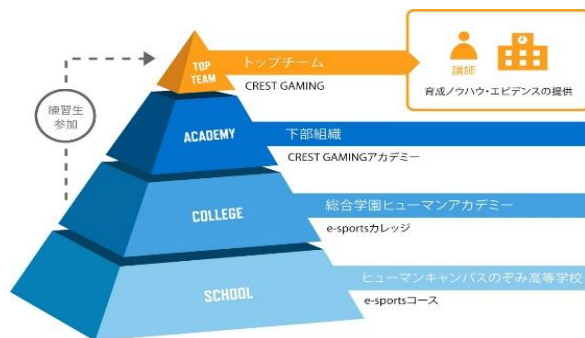 TOP
TEAM
トップチーム
CREST GAMING
講師
育成ノウハウ・エビデンスの提供
練習生
参加
ACADEMY
下部組織
CREST GAMINGアカデミー
COLLEGE
総合学園ヒューマンアカデミー
e-sportsカレッジ
SCHOOL
ヒューマンキャンパスのぞみ高等学校
e-sportsコース